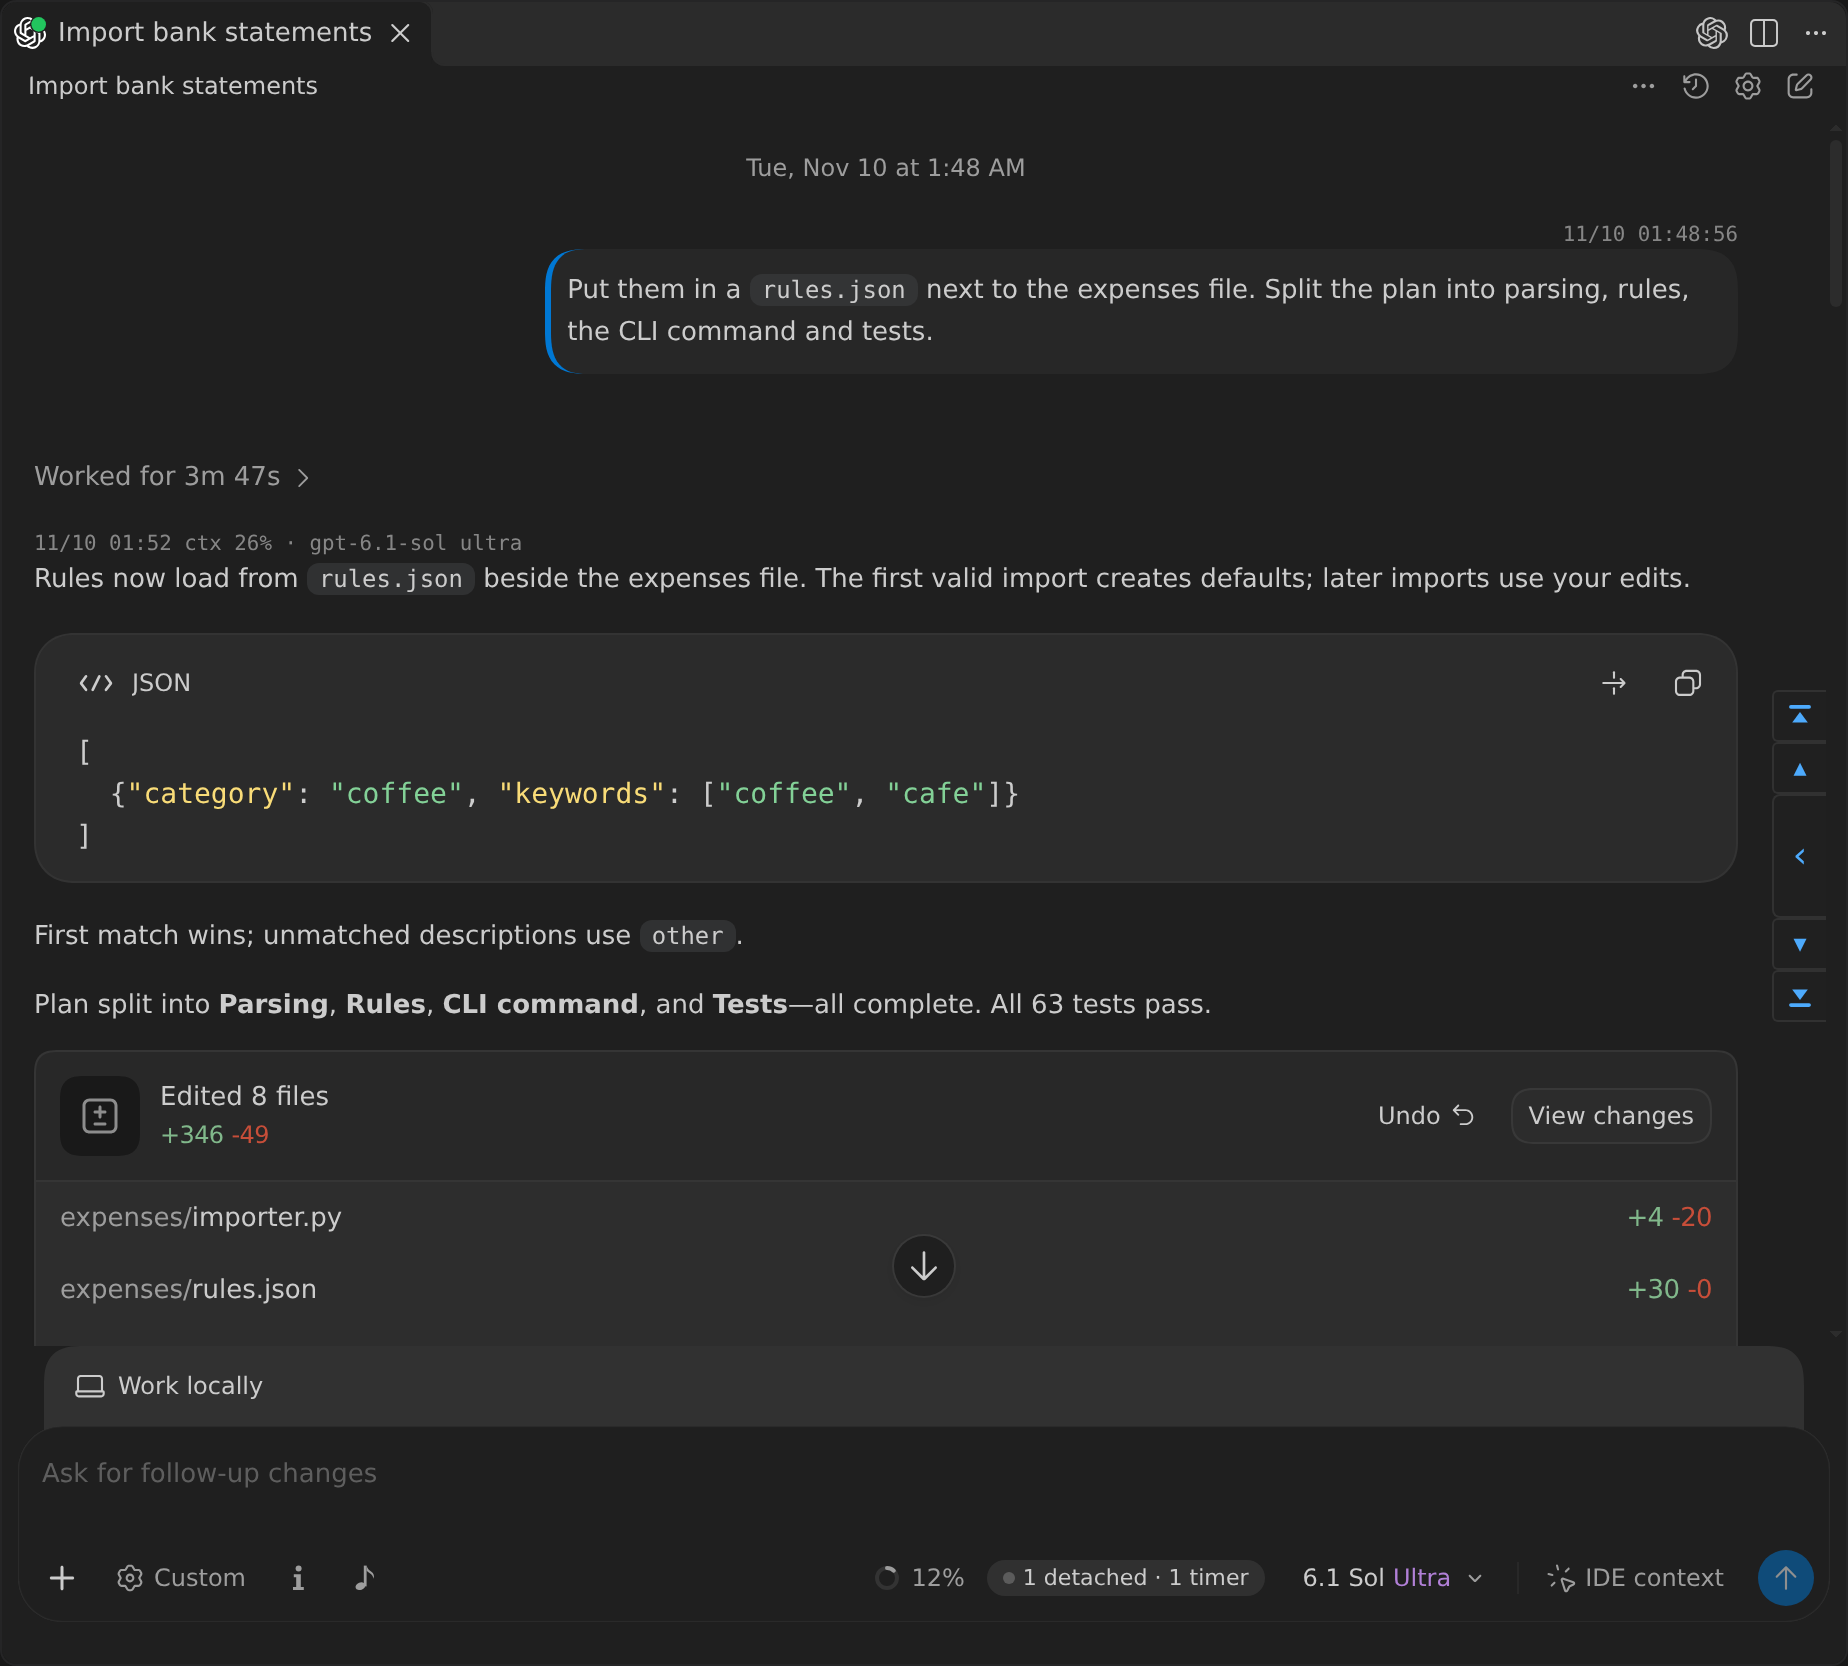 Import bank statements
Import bank statements
Tue, Nov 10 at 1:48 AM
11/10 01:48:56
Put them in a rules.json next to the expenses file. Split the plan into parsing, rules,
the CLI command and tests.
Worked for 3m 47s
11/10 01:52 ctx 26% · gpt-6.1-sol ultra
Rules now load from rules.json beside the expenses file. The first valid import creates defaults; later imports use your edits.
JSON
[
  {"category": "coffee", "keywords": ["coffee", "cafe"]}
]
First match wins; unmatched descriptions use other.
Plan split into Parsing, Rules, CLI command, and Tests—all complete. All 63 tests pass.
Edited 8 files
+346 -49
Undo
View changes
expenses/importer.py +4 -20
expenses/rules.json +30 -0
Work locally
Ask for follow-up changes
Custom
12%
1 detached · 1 timer
6.1 Sol Ultra
IDE context